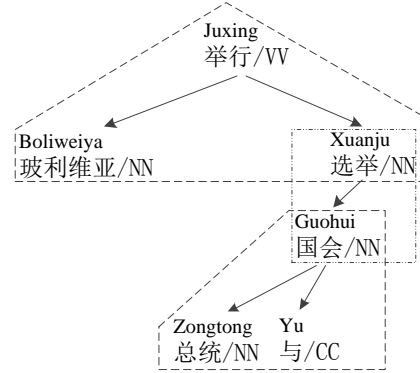 Juxing
举行/VV
Boliweiya
玻利维亚/NN
Xuanju
选举/NN
Guohui
国会/NN
Zongtong
总统/NN
Yu
与/CC